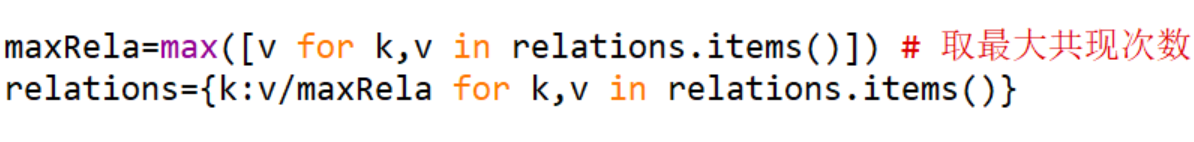 maxRela=max([v for k,v in relations.items()]) # 取最大共现次数
relations={k:v/maxRela for k,v in relations.items()}